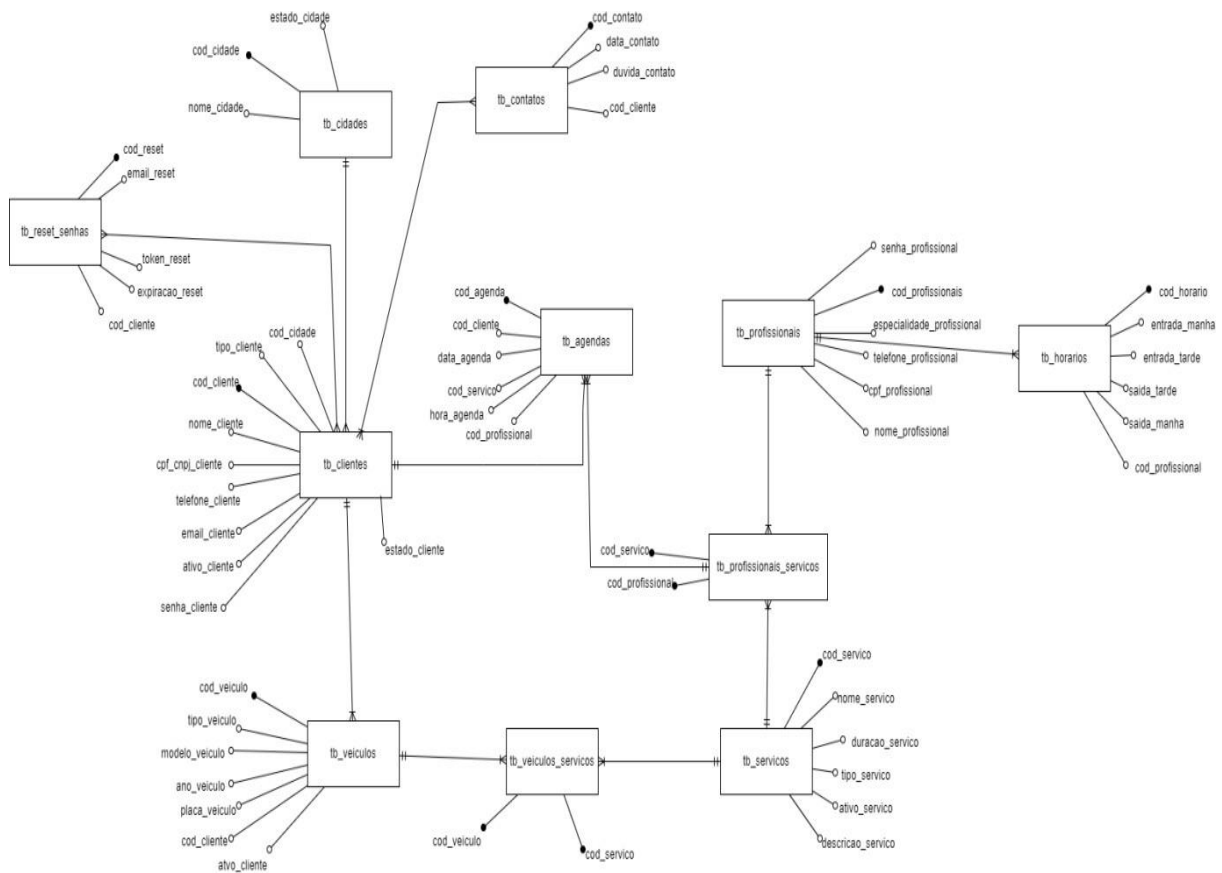 estado_cidade
cod_cidade
nome_cidade
tb_cidades
cod_contato
data_contato
duvida_contato
cod_cliente
tb_contatos
cod_reset
email_reset
tb_reset_senhas
token_reset
expiracao_reset
cod_cliente
cod_cidade
tipo_cliente
cod_cliente
nome_cliente
cpf_cnpj_cliente
telefone_cliente
email_cliente
ativo_cliente
senha_cliente
estado_cliente
tb_clientes
cod_agenda
cod_cliente
data_agenda
cod_servico
hora_agenda
cod_profissional
tb_agendas
senha_profissional
cod_profissionais
especialidade_profissional
telefone_profissional
cpf_profissional
nome_profissional
tb_profissionais
cod_horario
entrada_manha
entrada_tarde
saida_tarde
saida_manha
cod_profissional
tb_horarios
cod_servico
cod_profissional
tb_profissionais_servicos
cod_veiculo
tipo_veiculo
modelo_veiculo
ano_veiculo
placa_veiculo
cod_cliente
atvo_cliente
tb_veiculos
tb_veiculos_servicos
cod_veiculo
cod_servico
tb_servicos
cod_servico
nome_servico
duracao_servico
tipo_servico
ativo_servico
descricao_servico